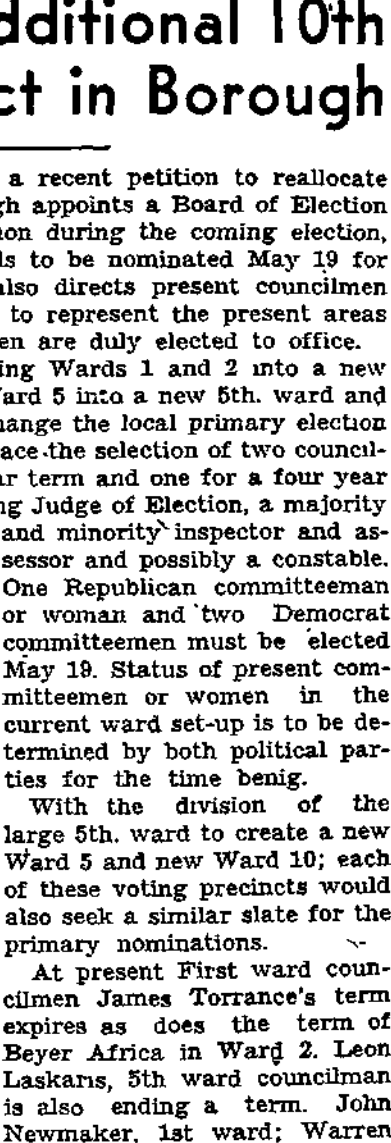 dditional 10th
ct in Borough
a recent petition to reallocate
gh appoints a Board of Election
on during the coming election,
ls to be nominated May 19 for
also directs present councilmen
to represent the present areas
en are duly elected to office.
ing Wards 1 and 2 into a new
ard 5 into a new 5th. ward and
hange the local primary election
ace the selection of two council-
ar term and one for a four year
ng Judge of Election, a majority
and minority inspector and as-
sessor and possibly a constable.
One Republican committeeman
or woman and two Democrat
committeemen must be elected
May 19. Status of present com-
mitteemen or women in the
current ward set-up is to be de-
termined by both political par-
ties for the time benig.
With the division of the
large 5th. ward to create a new
Ward 5 and new Ward 10; each
of these voting precincts would
also seek a similar slate for the
primary nominations.
At present First ward coun-
cilmen James Torrance's term
expires as does the term of
Beyer Africa in Ward 2. Leon
Laskaris, 5th ward councilman
is also ending a term. John
Newmaker, 1st ward; Warren